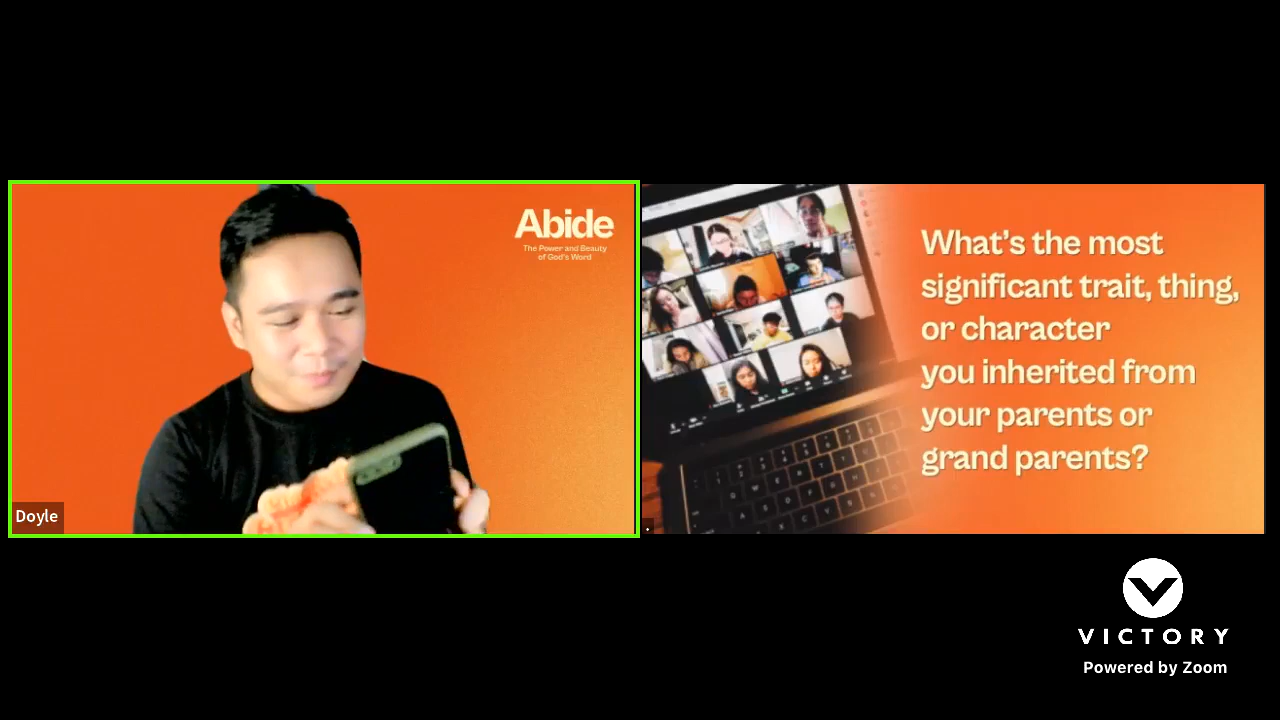 Abide
The Power and Beauty
of God's Word
Doyle
What's the most
significant trait, thing,
or character
you inherited from
your parents or
grand parents?
VICTORY
Powered by Zoom